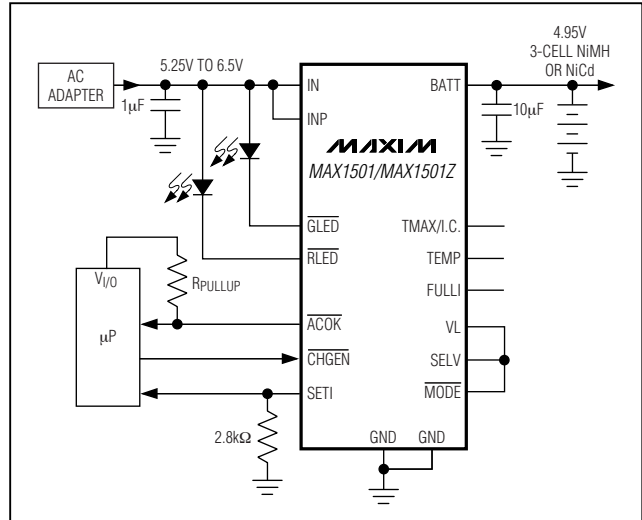 4.95V
3-CELL NiMH
OR NiCd
5.25V TO 6.5V
AC
ADAPTER
1µF
IN
BATT
INP
10µF
MAXIM
MAX1501/MAX1501Z
GLED
TMAX/I.C.
RLED
TEMP
VI/O
RPULLUP
FULLI
µP
ACOK
VL
CHGEN
SELV
SETI
MODE
2.8kΩ
GND
GND